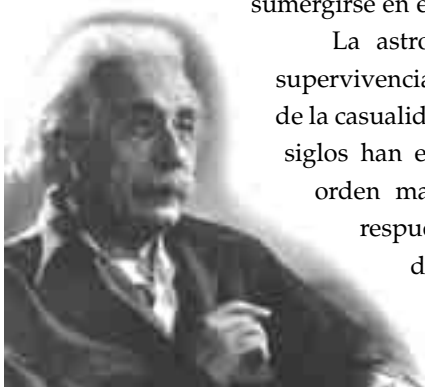 sumergirse en e
La astro
supervivencia
de la casualid
siglos han e
orden ma
respue
d